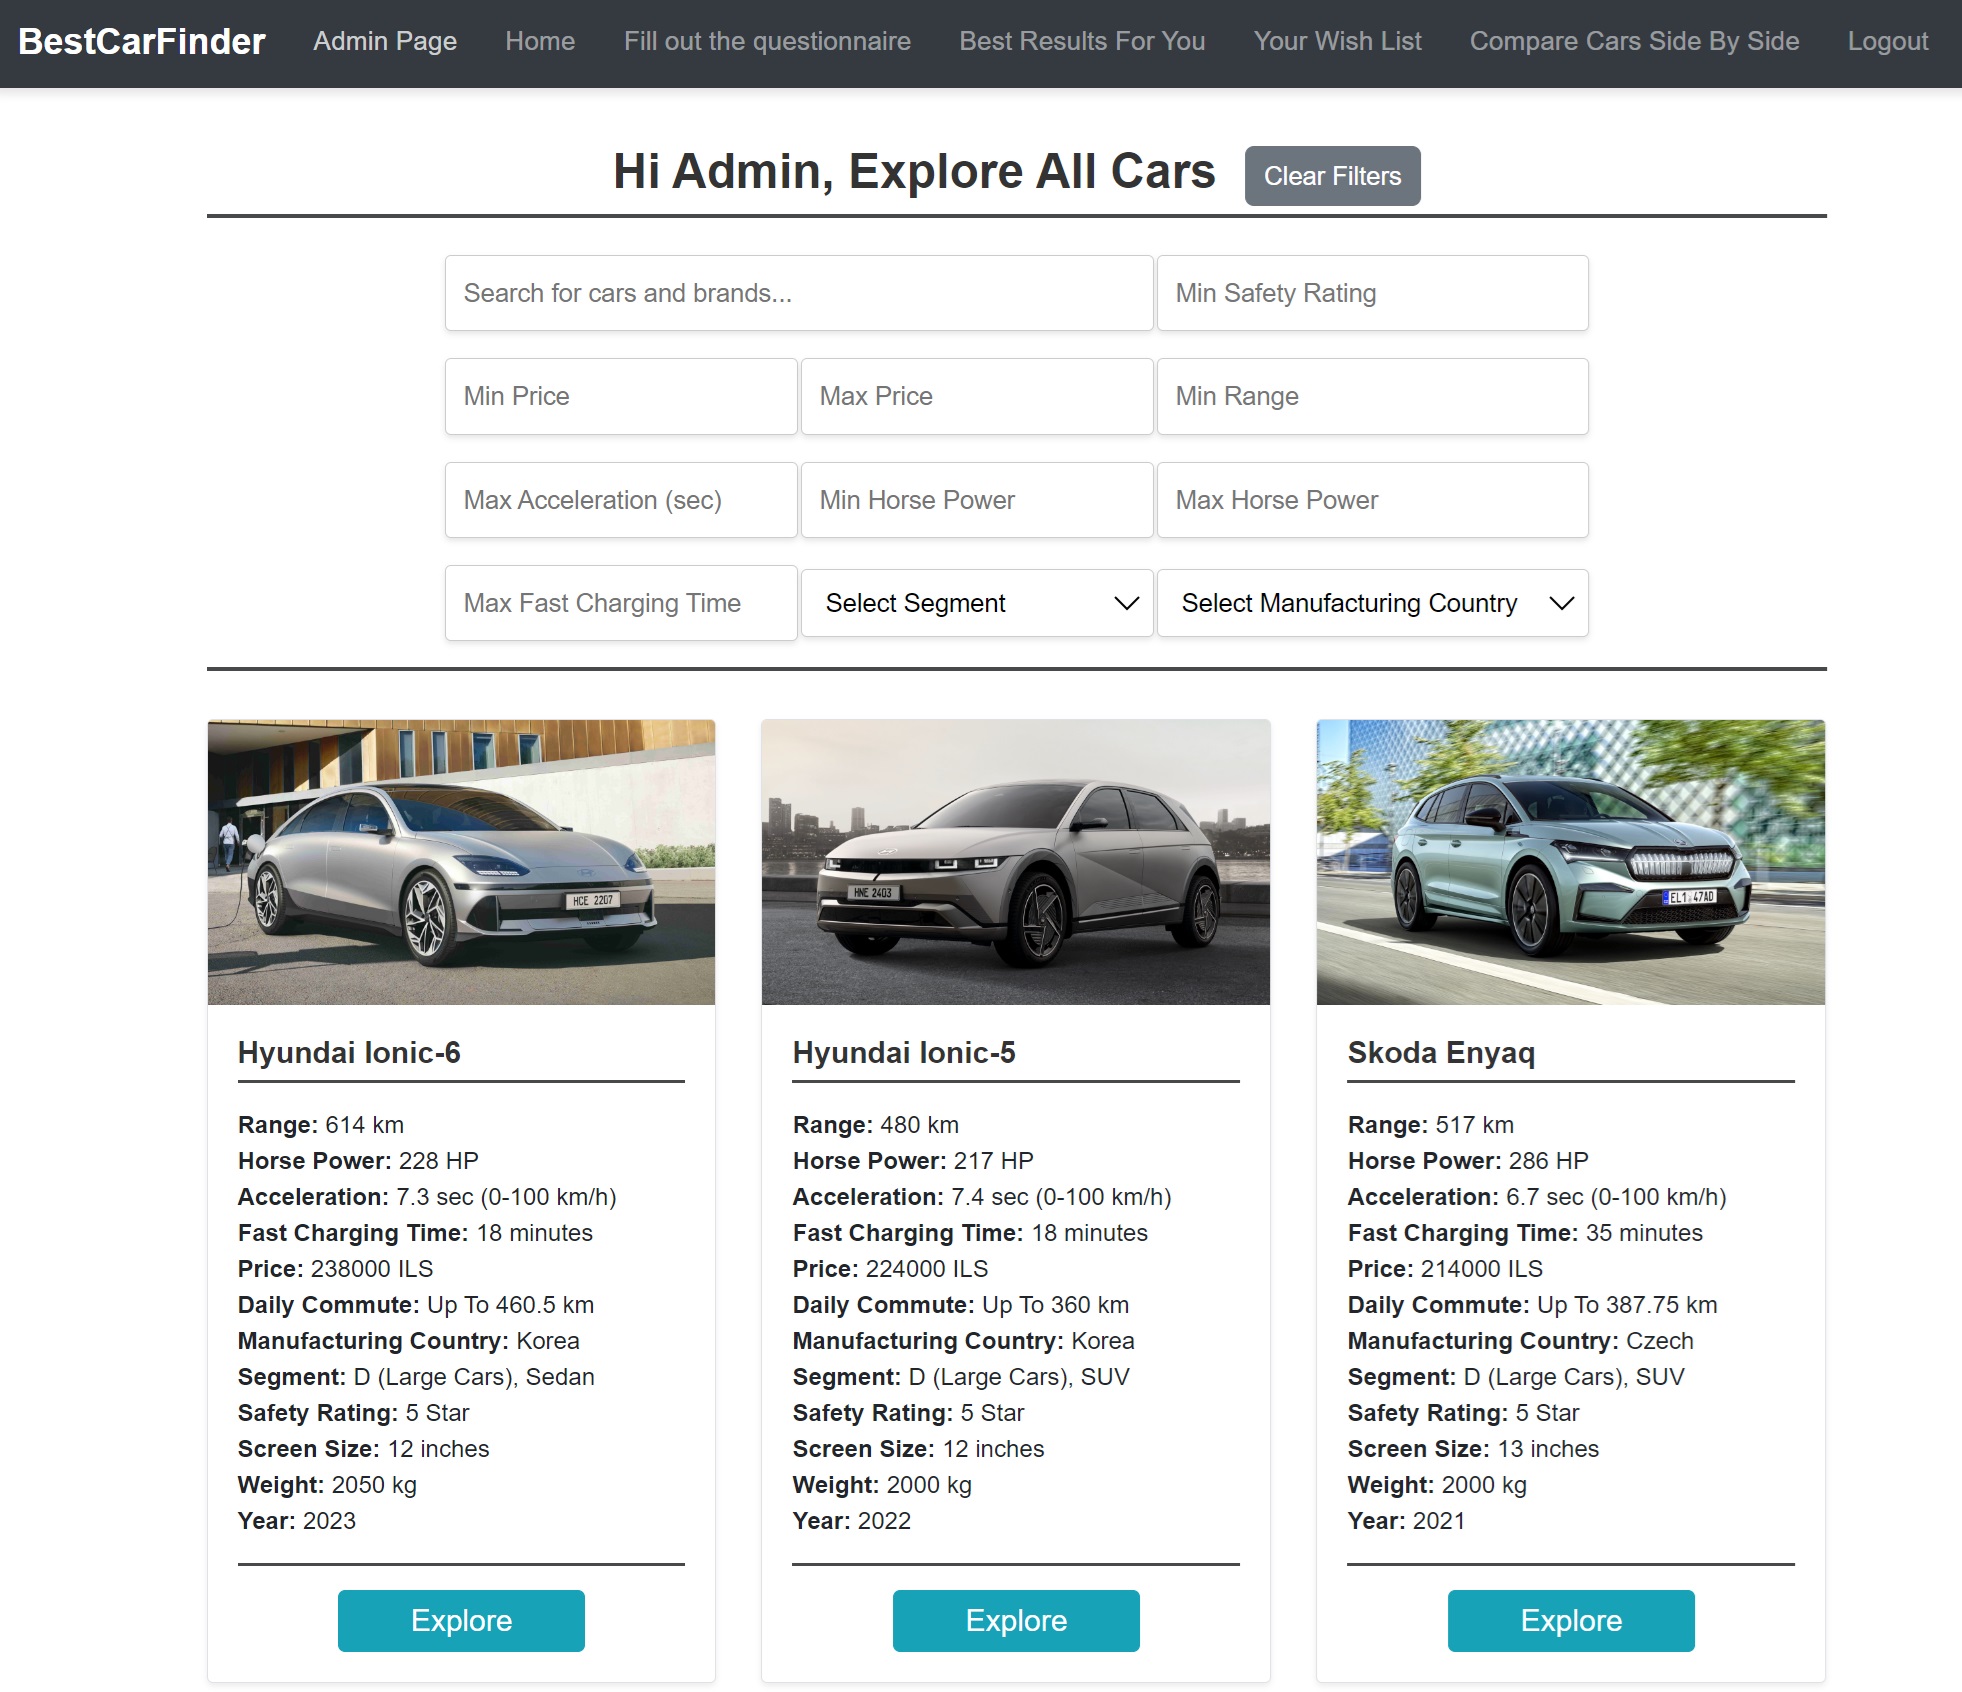 BestCarFinder Admin Page Home Fill out the questionnaire Best Results For You Your Wish List Compare Cars Side By Side Logout
Hi Admin, Explore All Cars Clear Filters
Search for cars and brands... Min Safety Rating
Min Price Max Price Min Range
Max Acceleration (sec) Min Horse Power Max Horse Power
Max Fast Charging Time Select Segment Select Manufacturing Country
HCE 2207
Hyundai Ionic-6
Range: 614 km
Horse Power: 228 HP
Acceleration: 7.3 sec (0-100 km/h)
Fast Charging Time: 18 minutes
Price: 238000 ILS
Daily Commute: Up To 460.5 km
Manufacturing Country: Korea
Segment: D (Large Cars), Sedan
Safety Rating: 5 Star
Screen Size: 12 inches
Weight: 2050 kg
Year: 2023
Explore
HNE 2403
Hyundai Ionic-5
Range: 480 km
Horse Power: 217 HP
Acceleration: 7.4 sec (0-100 km/h)
Fast Charging Time: 18 minutes
Price: 224000 ILS
Daily Commute: Up To 360 km
Manufacturing Country: Korea
Segment: D (Large Cars), SUV
Safety Rating: 5 Star
Screen Size: 12 inches
Weight: 2000 kg
Year: 2022
Explore
EL1 47AD
Skoda Enyaq
Range: 517 km
Horse Power: 286 HP
Acceleration: 6.7 sec (0-100 km/h)
Fast Charging Time: 35 minutes
Price: 214000 ILS
Daily Commute: Up To 387.75 km
Manufacturing Country: Czech
Segment: D (Large Cars), SUV
Safety Rating: 5 Star
Screen Size: 13 inches
Weight: 2000 kg
Year: 2021
Explore